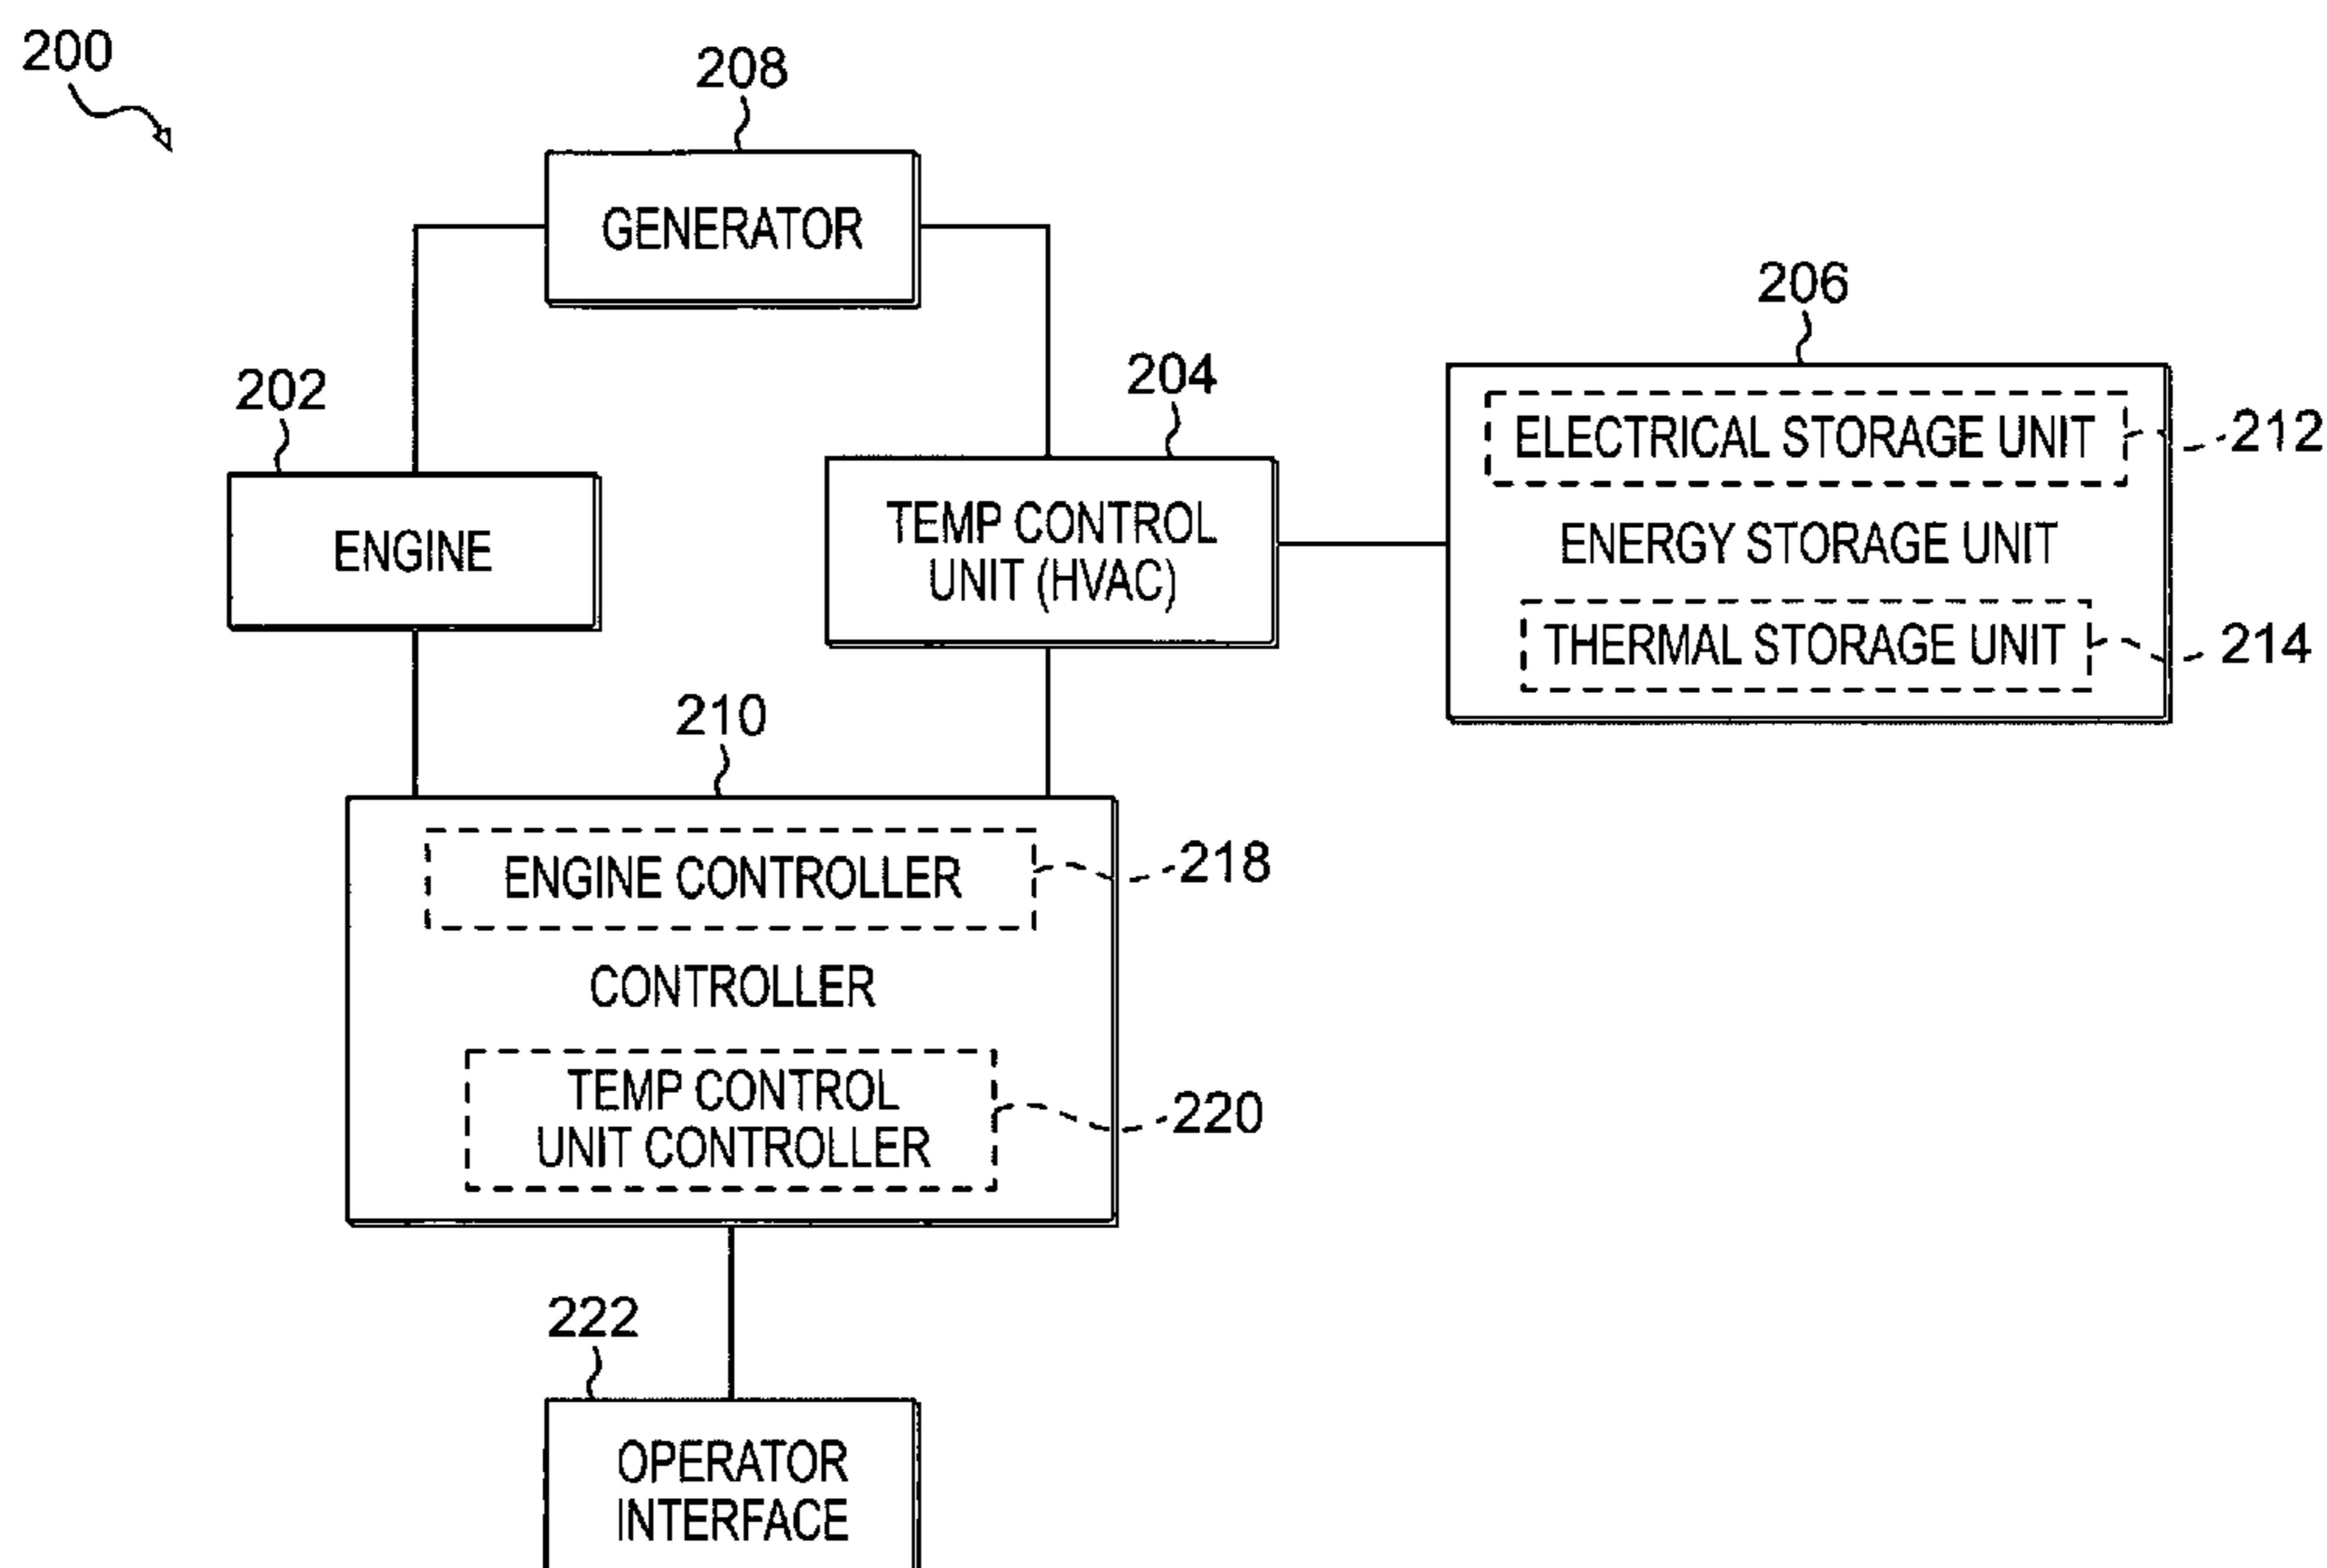 200
208
GENERATOR
206
204
202
ELECTRICAL STORAGE UNIT
212
TEMP CONTROL
UNIT (HVAC)
ENERGY STORAGE UNIT
ENGINE
THERMAL STORAGE UNIT
214
210
ENGINE CONTROLLER
218
CONTROLLER
TEMP CONTROL
UNIT CONTROLLER
220
222
OPERATOR
INTERFACE